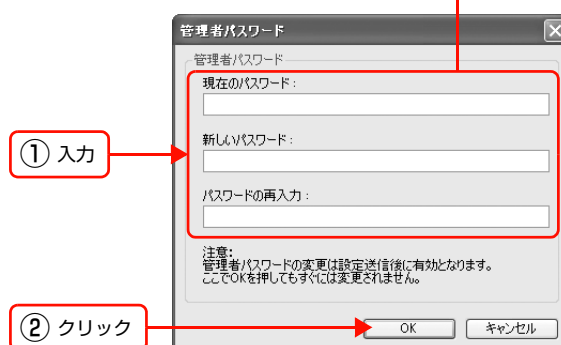 管理者パスワード
管理者パスワード
現在のパスワード：
① 入力
新しいパスワード：
パスワードの再入力：
注意：
管理者パスワードの変更は設定送信後に有効となります。
ここでOKを押してもすぐには変更されません。
② クリック
OK キャンセル